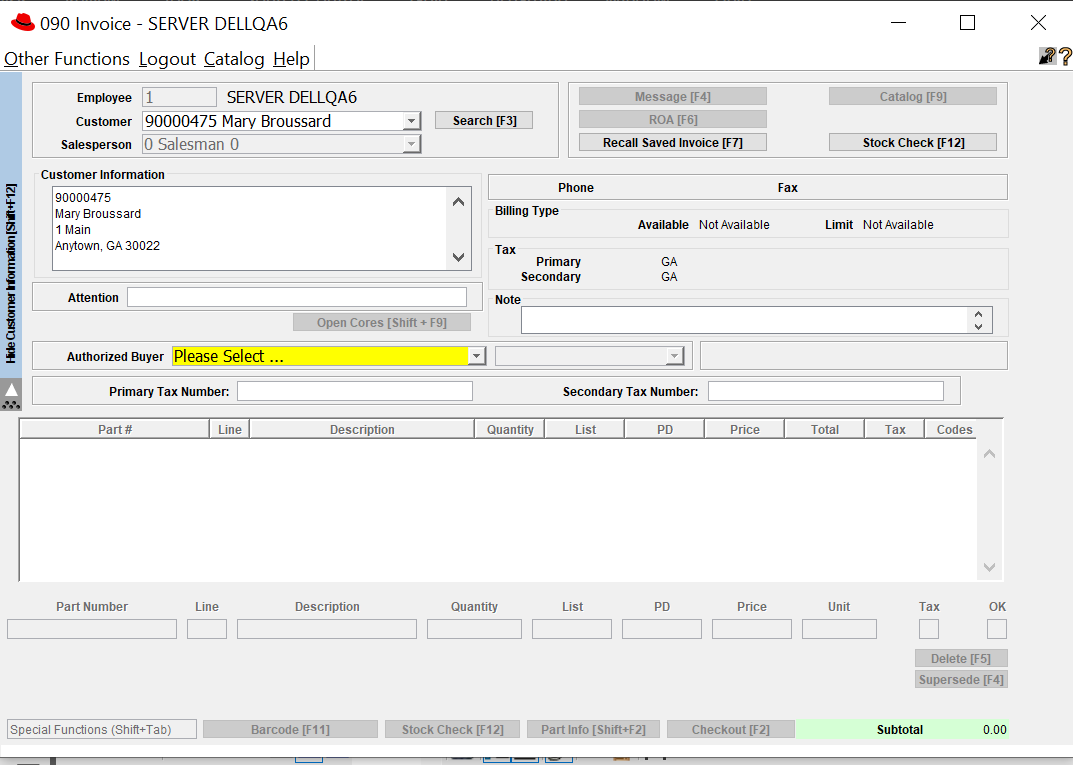 090 Invoice - SERVER DELLQA6
Other Functions Logout Catalog Help
Hide Customer Information [Shift+F12]
Employee 1 SERVER DELLQA6
Customer 90000475 Mary Broussard Search [F3]
Salesperson 0 Salesman 0
Message [F4] Catalog [F9]
ROA [F6]
Recall Saved Invoice [F7] Stock Check [F12]
Customer Information
90000475
Mary Broussard
1 Main
Anytown, GA 30022
Phone Fax
Billing Type
Available Not Available Limit Not Available
Tax
Primary GA
Secondary GA
Attention
Note
Open Cores [Shift + F9]
Authorized Buyer Please Select ...
Primary Tax Number: Secondary Tax Number:
Part # Line Description Quantity List PD Price Total Tax Codes
Part Number Line Description Quantity List PD Price Unit Tax OK
Delete [F5]
Supersede [F4]
Special Functions (Shift+Tab) Barcode [F11] Stock Check [F12] Part Info [Shift+F2] Checkout [F2] Subtotal 0.00